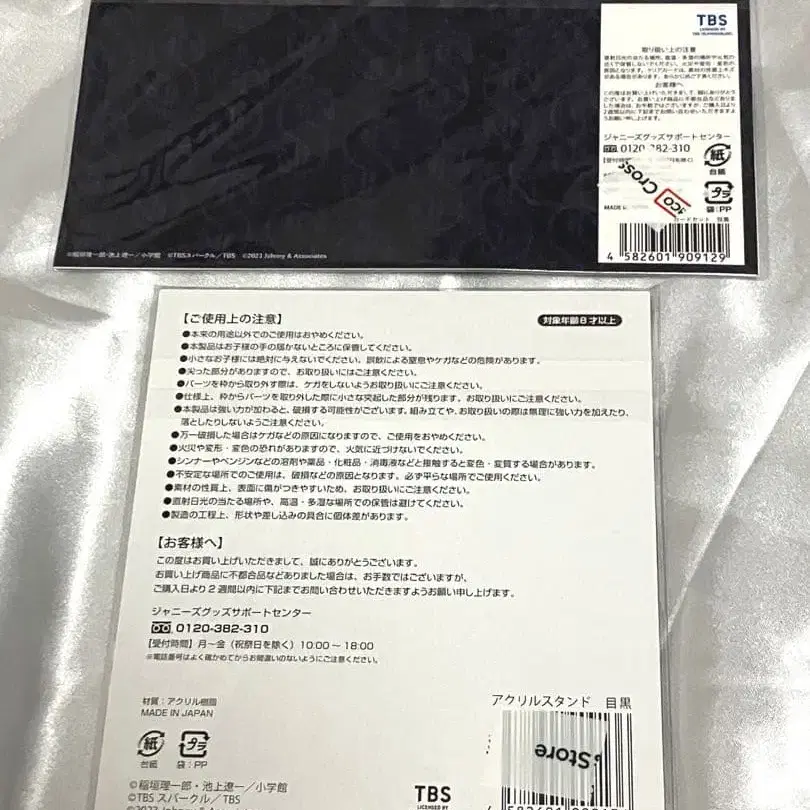 TBS
LICENSED BY
取り扱い上の注意
お客様へ
ジャニーズグッズサポートセンター
紙
台紙
プラ
袋:PP
Cross
カードセット 目黒
4 582601 909129
©稲垣理一郎・池上遼一/小学館 ©TBSスパークル/TBS ©2023 Johnny & Associates
【ご使用上の注意】
対象年齢8才以上
●本来の用途以外でのご使用はおやめください。
●本製品はお子様の手の届かないところに保管してください。
●小さなお子様には絶対に与えないでください、誤飲による窒息やケガなどの危険があります。
●尖った部分がありますので、お取り扱いにはご注意ください。
●パーツを枠から取り外す際は、ケガをしないようお取り扱いにご注意ください。
●仕様上、枠からパーツを取り外した際に小さな突起した部分が残ります。お取り扱いにご注意ください。
●本製品は強い力が加わると、破損する可能性がございます。組み立てや、お取り扱いの際は無理に強い力を加えたり、
落としたりしないようご注意ください。
●万一破損した場合はケガなどの原因になりますので、ご使用をおやめください。
●火災や変形・変色の恐れがありますので、火気に近づけないでください。
●シンナーやベンジンなどの溶剤や薬品・化粧品・消毒液などと接触すると変色・変質する場合があります。
●不安定な場所でのご使用は、破損などの原因となります。必ず平らな場所でご使用ください。
●素材の性質上、表面に傷がつきやすいため、お取り扱いにご注意ください。
●直射日光の当たる場所や、高温・多湿な場所での保管は避けてください。
●製造の工程上、形状や差し込みの具合に個体差があります。
【お客様へ】
この度はお買い上げいただきまして、誠にありがとうございます。
お買い上げ商品に不都合品などありました場合は、お手数ではございますが、
ご購入日より2週間以内に下記までお問い合わせいただきますようお願い申し上げます。
ジャニーズグッズサポートセンター
0120-382-310
【受付時間】月~金(祝祭日を除く)10:00~18:00
※電話番号はよく確かめてからお間違いのないようにご注意ください。
材質:アクリル樹脂
MADE IN JAPAN
アクリルスタンド 目黒
紙
台紙
プラ
袋:PP
Store
©稲垣理一郎・池上遼一/小学館
©TBSスパークル/TBS
TBS
LICENSED BY